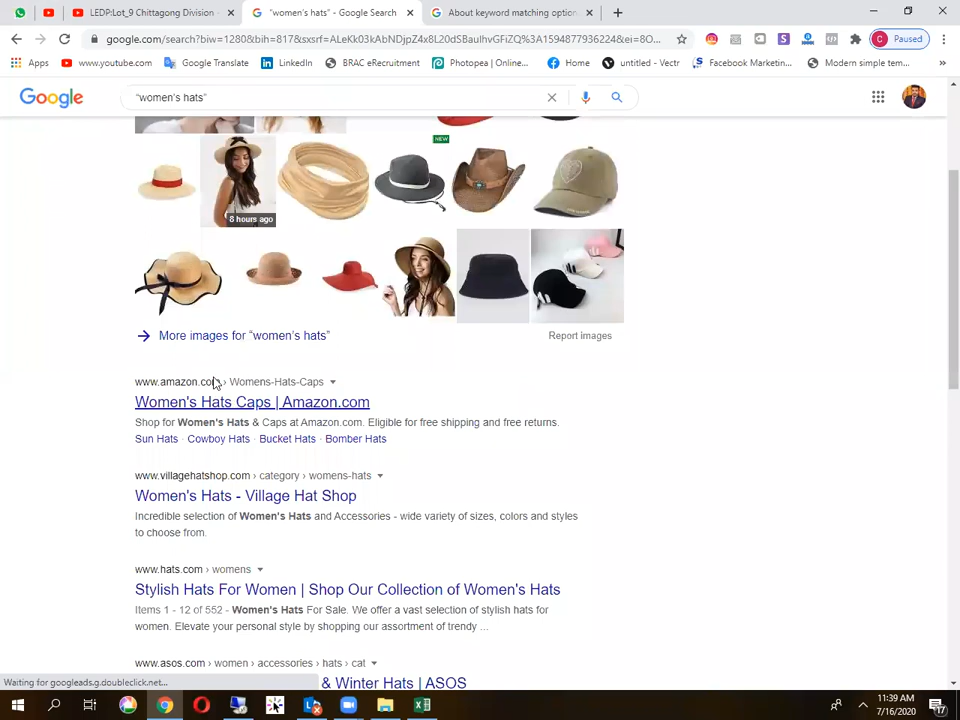 LEDP:Lot_9 Chittagong Division
"women's hats" - Google Search
About keyword matching option
google.com/search?biw=1280&bih=817&sxsrf=ALeKk03kAbNDjpZ4x8L20dSBaulhvGFiZQ%3A1594877936224&ei=8O...
Paused
Apps
www.youtube.com
Google Translate
LinkedIn
BRAC eRecruitment
Photopea | Online...
Home
untitled - Vectr
Facebook Marketin...
Modern simple tem...
Google
"women's hats"
NEW
8 hours ago
More images for "women's hats"
Report images
www.amazon.com › Womens-Hats-Caps
Women's Hats Caps | Amazon.com
Shop for Women's Hats & Caps at Amazon.com. Eligible for free shipping and free returns.
Sun Hats · Cowboy Hats · Bucket Hats · Bomber Hats
www.villagehatshop.com › category › womens-hats
Women's Hats - Village Hat Shop
Incredible selection of Women's Hats and Accessories - wide variety of sizes, colors and styles
to choose from.
www.hats.com › womens
Stylish Hats For Women | Shop Our Collection of Women's Hats
Items 1 - 12 of 552 - Women's Hats For Sale. We offer a vast selection of stylish hats for
women. Elevate your personal style by shopping our assortment of trendy ...
www.asos.com › women › accessories › hats › cat
& Winter Hats | ASOS
Waiting for googleads.g.doubleclick.net...
11:39 AM
7/16/2020
17